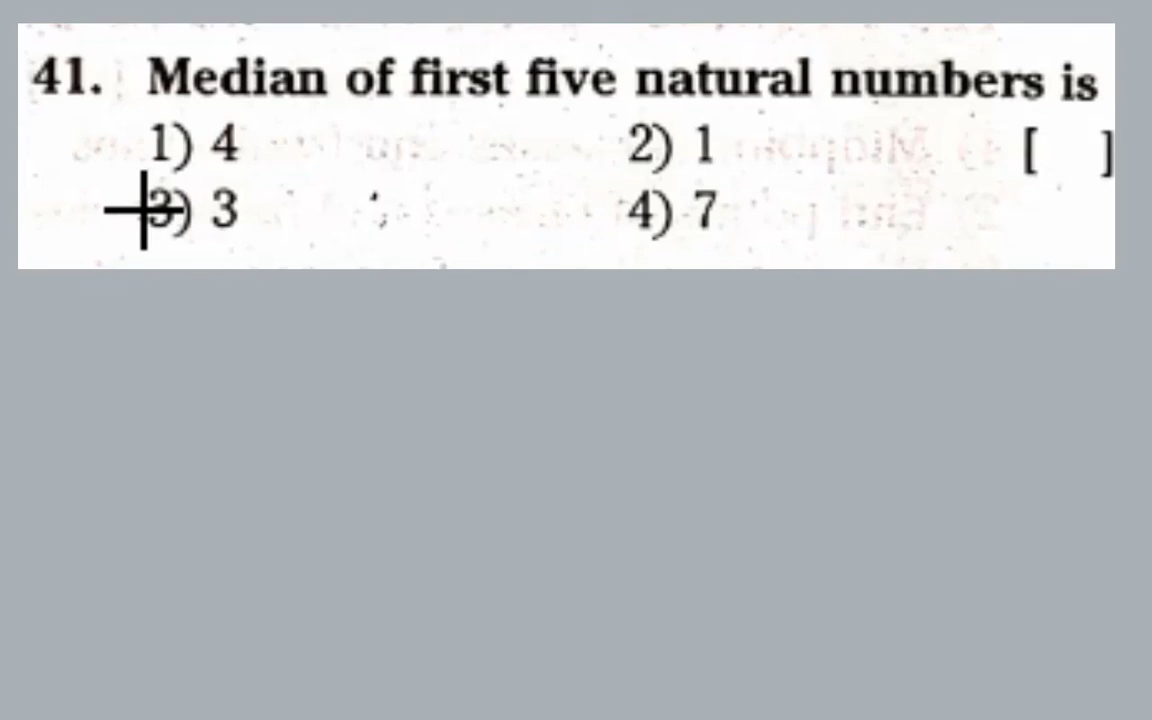 41. Median of first five natural numbers is
1) 4 2) 1 [ ]
3) 3 4) 7